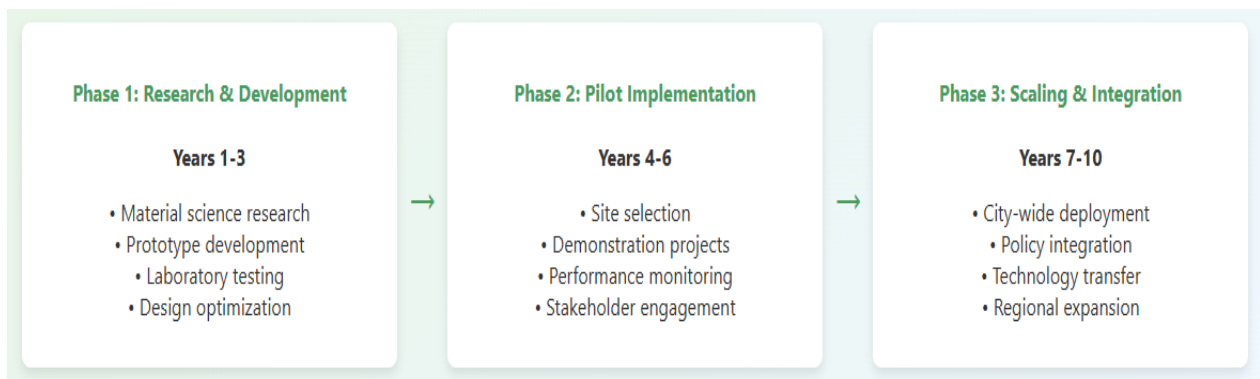 Phase 1: Research & Development
Years 1-3
• Material science research
• Prototype development
• Laboratory testing
• Design optimization
→
Phase 2: Pilot Implementation
Years 4-6
• Site selection
• Demonstration projects
• Performance monitoring
• Stakeholder engagement
→
Phase 3: Scaling & Integration
Years 7-10
• City-wide deployment
• Policy integration
• Technology transfer
• Regional expansion